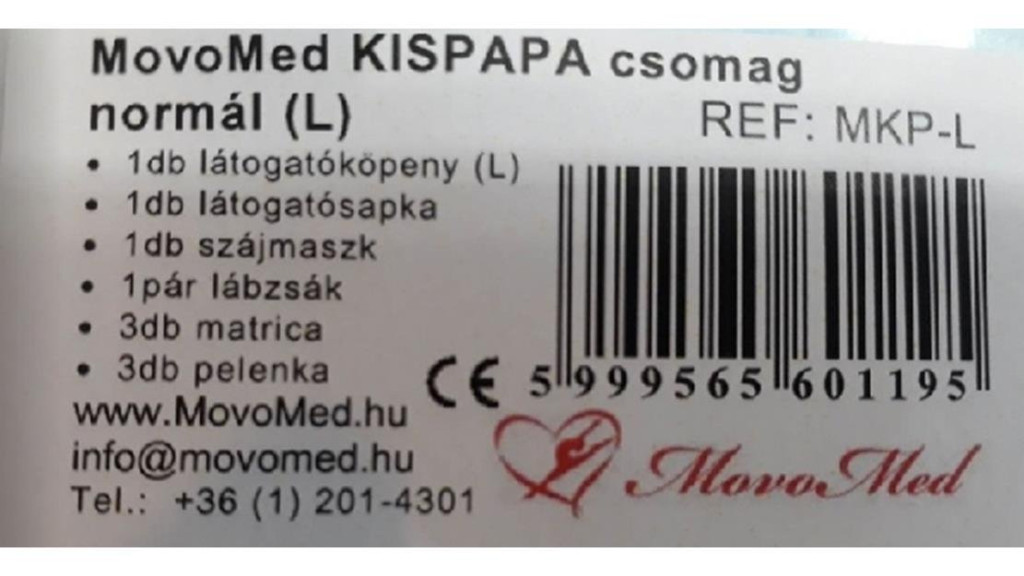 MovoMed KISPAPA csomag
normál (L)
REF: MKP-L
• 1db látogatóköpeny (L)
• 1db látogatósapka
• 1db szájmaszk
• 1pár lábzsák
• 3db matrica
• 3db pelenka
CE
5 999565 601195
www.MovoMed.hu
info@movomed.hu
Tel.: +36 (1) 201-4301
MovoMed